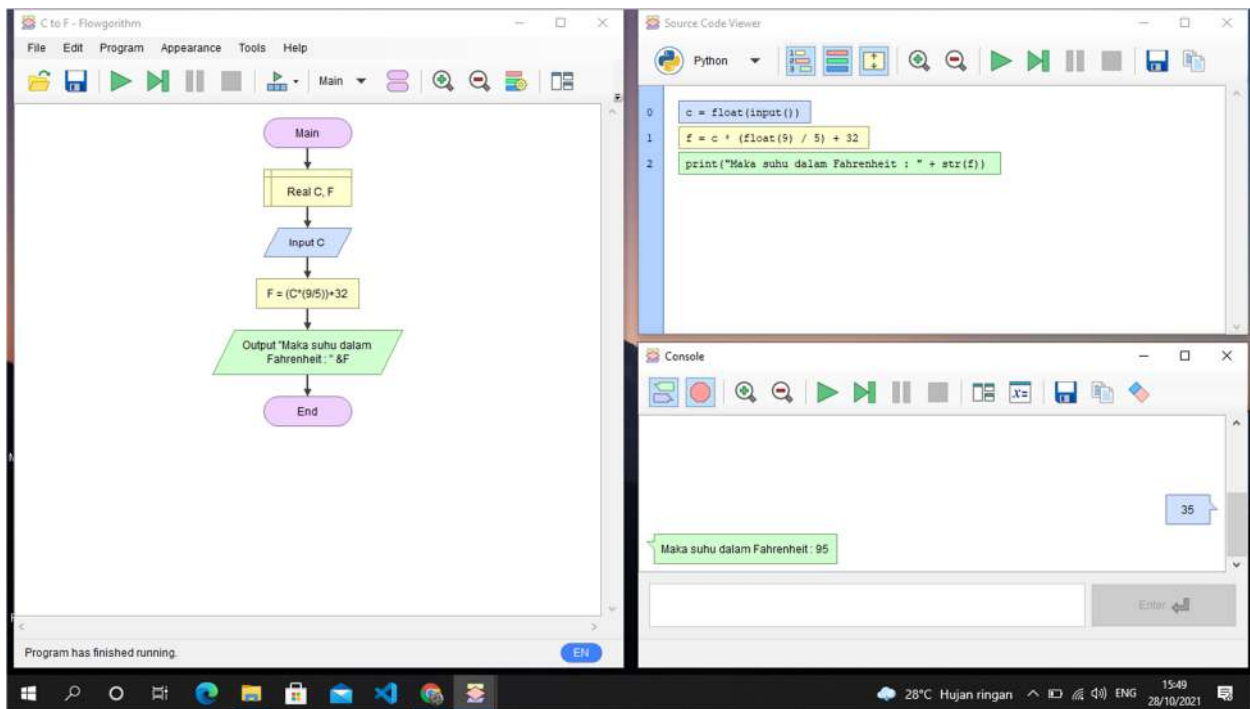 C to F - Flowgorithm
File Edit Program Appearance Tools Help
Main
Main
Real C, F
Input C
F = (C*(9/5))+32
Output "Maka suhu dalam
Fahrenheit : " &F
End
Program has finished running.
EN
Source Code Viewer
Python
0 c = float(input())
1 f = c * (float(9) / 5) + 32
2 print("Maka suhu dalam Fahrenheit : " + str(f))
Console
35
Maka suhu dalam Fahrenheit : 95
Enter
28°C Hujan ringan
ENG
15:49
28/10/2021